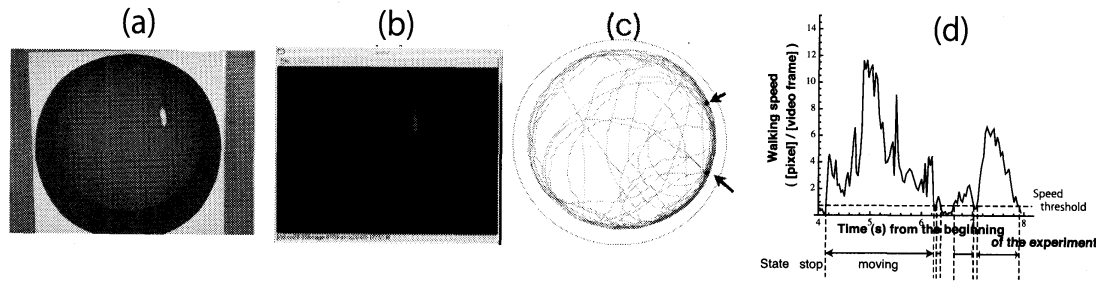 (a)
(b)
(c)
(d)
Walking speed
( [pixel] / [video frame] )
14
12
10
8
6
4
2
Speed
threshold
4
5
6
8
Time (s) from the beginning
of the experiment
State stop moving